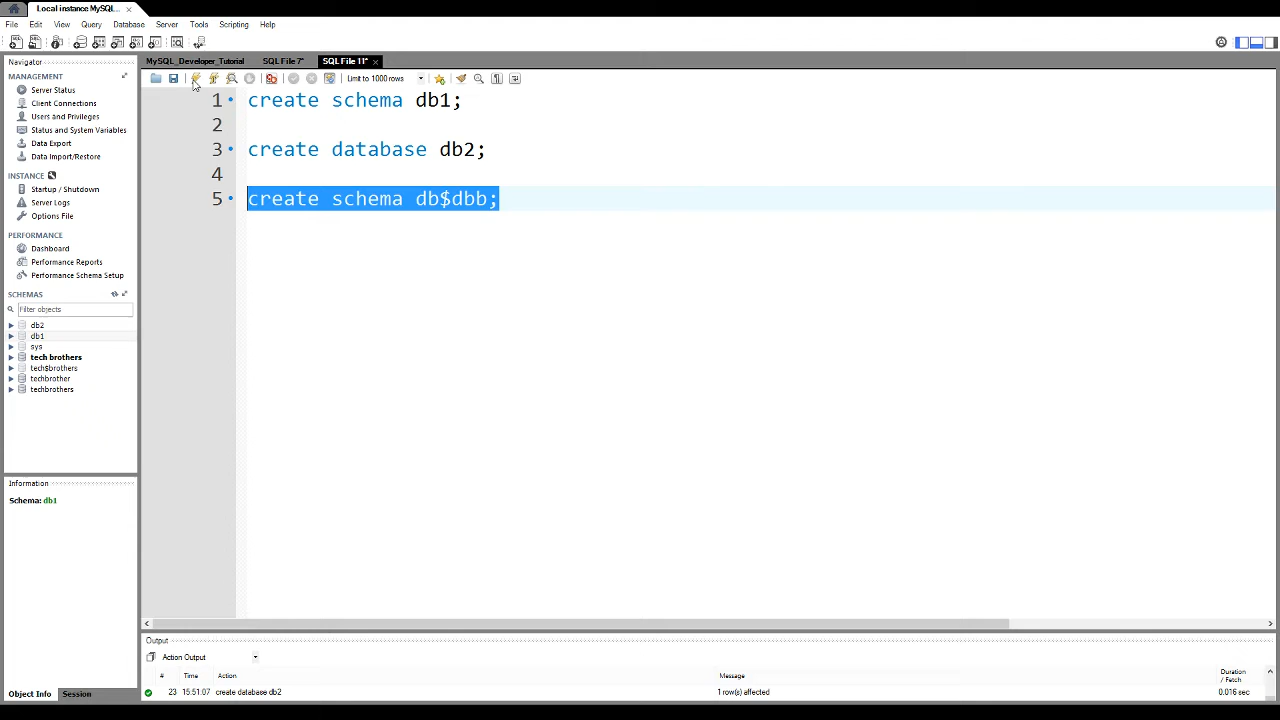 Local instance MySQL...
File Edit View Query Database Server Tools Scripting Help
Navigator
MANAGEMENT
Server Status
Client Connections
Users and Privileges
Status and System Variables
Data Export
Data Import/Restore
INSTANCE
Startup / Shutdown
Server Logs
Options File
PERFORMANCE
Dashboard
Performance Reports
Performance Schema Setup
SCHEMAS
Filter objects
db2
db1
sys
tech brothers
tech$brothers
techbrother
techbrothers
Information
Schema: db1
Object Info Session
MySQL_Developer_Tutorial SQL File 7* SQL File 11*
Limit to 1000 rows
1 create schema db1;
2
3 create database db2;
4
5 create schema db$dbb;
Output
Action Output
# Time Action Message Duration / Fetch
23 15:51:07 create database db2 1 row(s) affected 0.016 sec